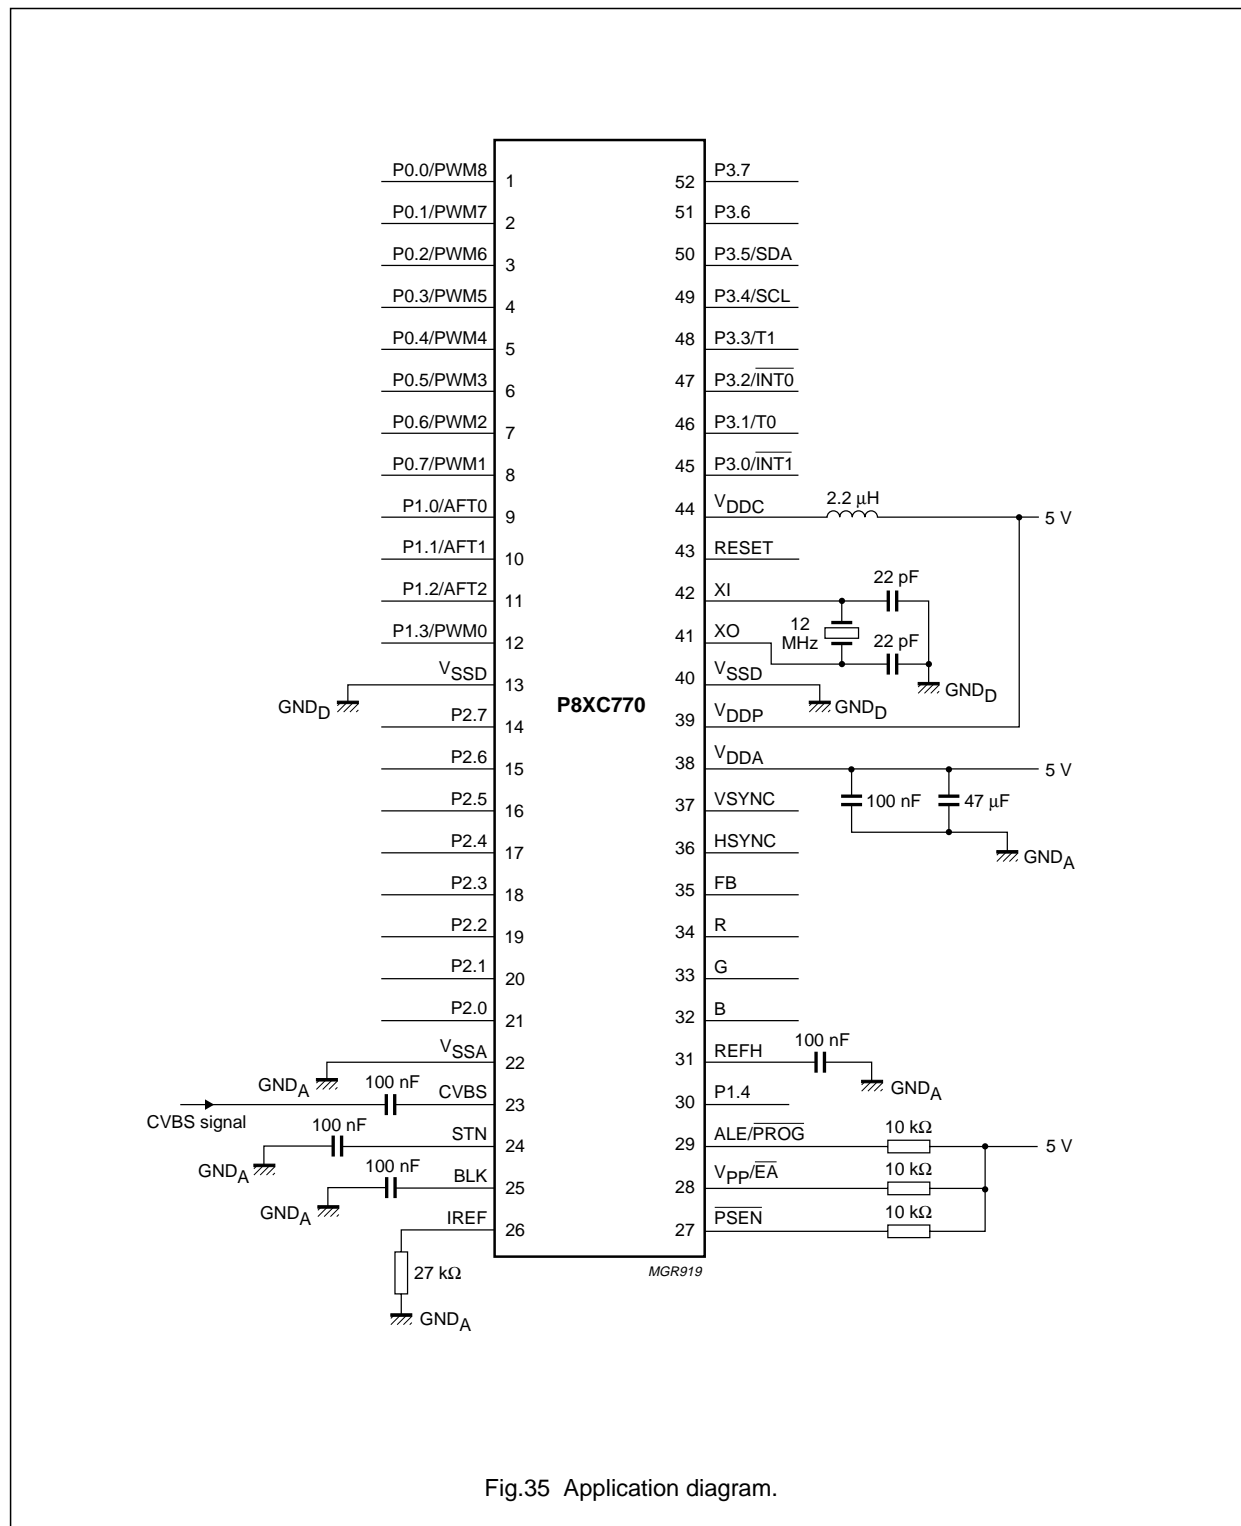 P0.0/PWM8 1
P0.1/PWM7 2
P0.2/PWM6 3
P0.3/PWM5 4
P0.4/PWM4 5
P0.5/PWM3 6
P0.6/PWM2 7
P0.7/PWM1 8
P1.0/AFT0 9
P1.1/AFT1 10
P1.2/AFT2 11
P1.3/PWM0 12
VSSD 13
GNDD
P2.7 14
P2.6 15
P2.5 16
P2.4 17
P2.3 18
P2.2 19
P2.1 20
P2.0 21
VSSA 22
GNDA
100 nF
CVBS 23
CVBS signal
100 nF
STN 24
GNDA
100 nF
BLK 25
GNDA
IREF 26
27 kΩ
GNDA
P8XC770
52 P3.7
51 P3.6
50 P3.5/SDA
49 P3.4/SCL
48 P3.3/T1
47 P3.2/INT0
46 P3.1/T0
45 P3.0/INT1
44 VDDC 2.2 μH 5 V
43 RESET
42 XI 22 pF
12 MHz
41 XO 22 pF
GNDD
40 VSSD GNDD
39 VDDP
38 VDDA 5 V
100 nF 47 μF
GNDA
37 VSYNC
36 HSYNC
35 FB
34 R
33 G
32 B
31 REFH 100 nF
GNDA
30 P1.4
29 ALE/PROG 10 kΩ 5 V
28 VPP/EA 10 kΩ
27 PSEN 10 kΩ
MGR919
Fig.35 Application diagram.